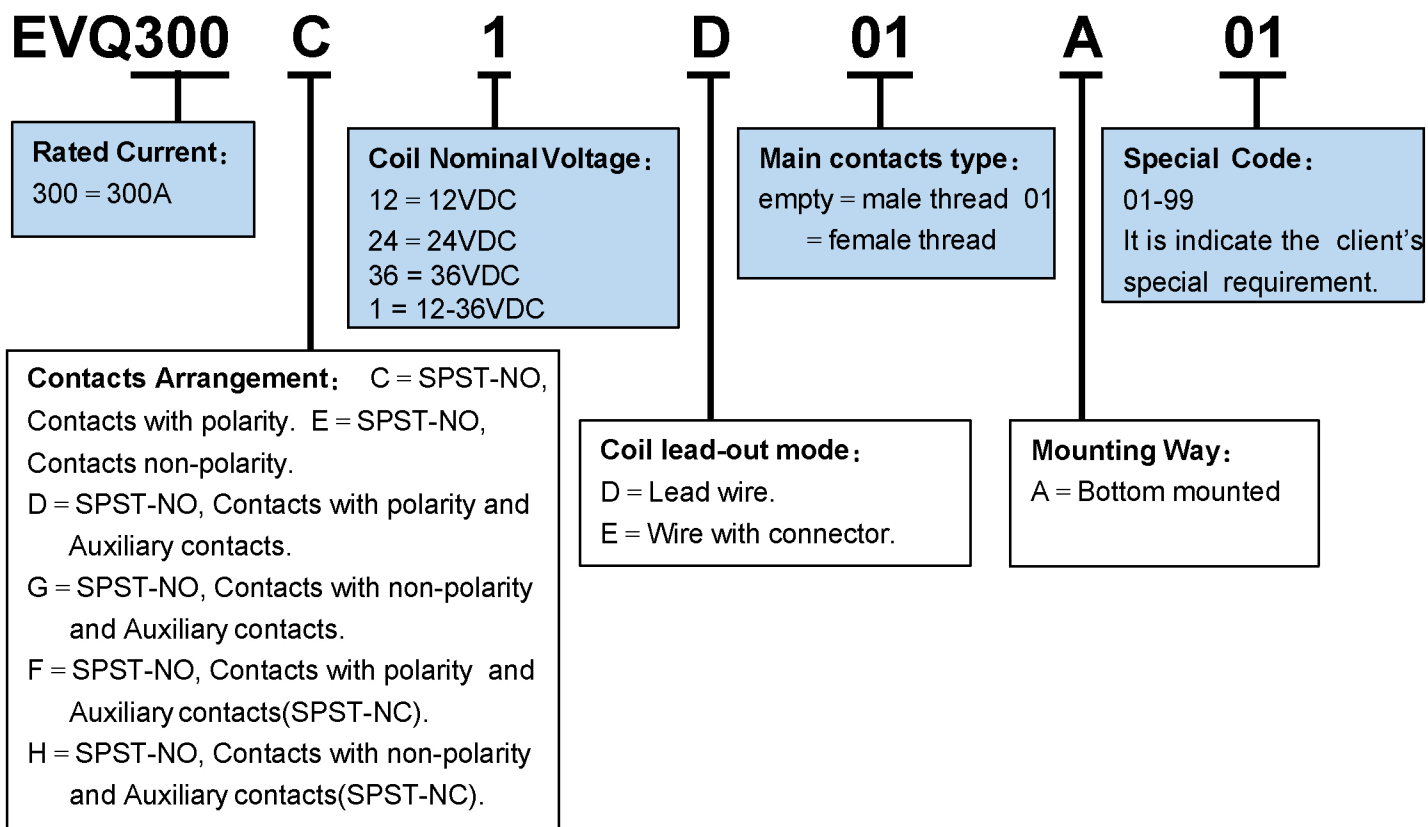 EVQ300 C 1 D 01 A 01
Rated Current：
300 = 300A
Coil Nominal Voltage：
12 = 12VDC
24 = 24VDC
36 = 36VDC
1 = 12-36VDC
Main contacts type：
empty = male thread 01
= female thread
Special Code：
01-99
It is indicate the client's
special requirement.
Contacts Arrangement： C = SPST-NO,
Contacts with polarity. E = SPST-NO,
Contacts non-polarity.
D = SPST-NO, Contacts with polarity and
Auxiliary contacts.
G = SPST-NO, Contacts with non-polarity
and Auxiliary contacts.
F = SPST-NO, Contacts with polarity and
Auxiliary contacts(SPST-NC).
H = SPST-NO, Contacts with non-polarity
and Auxiliary contacts(SPST-NC).
Coil lead-out mode：
D = Lead wire.
E = Wire with connector.
Mounting Way：
A = Bottom mounted